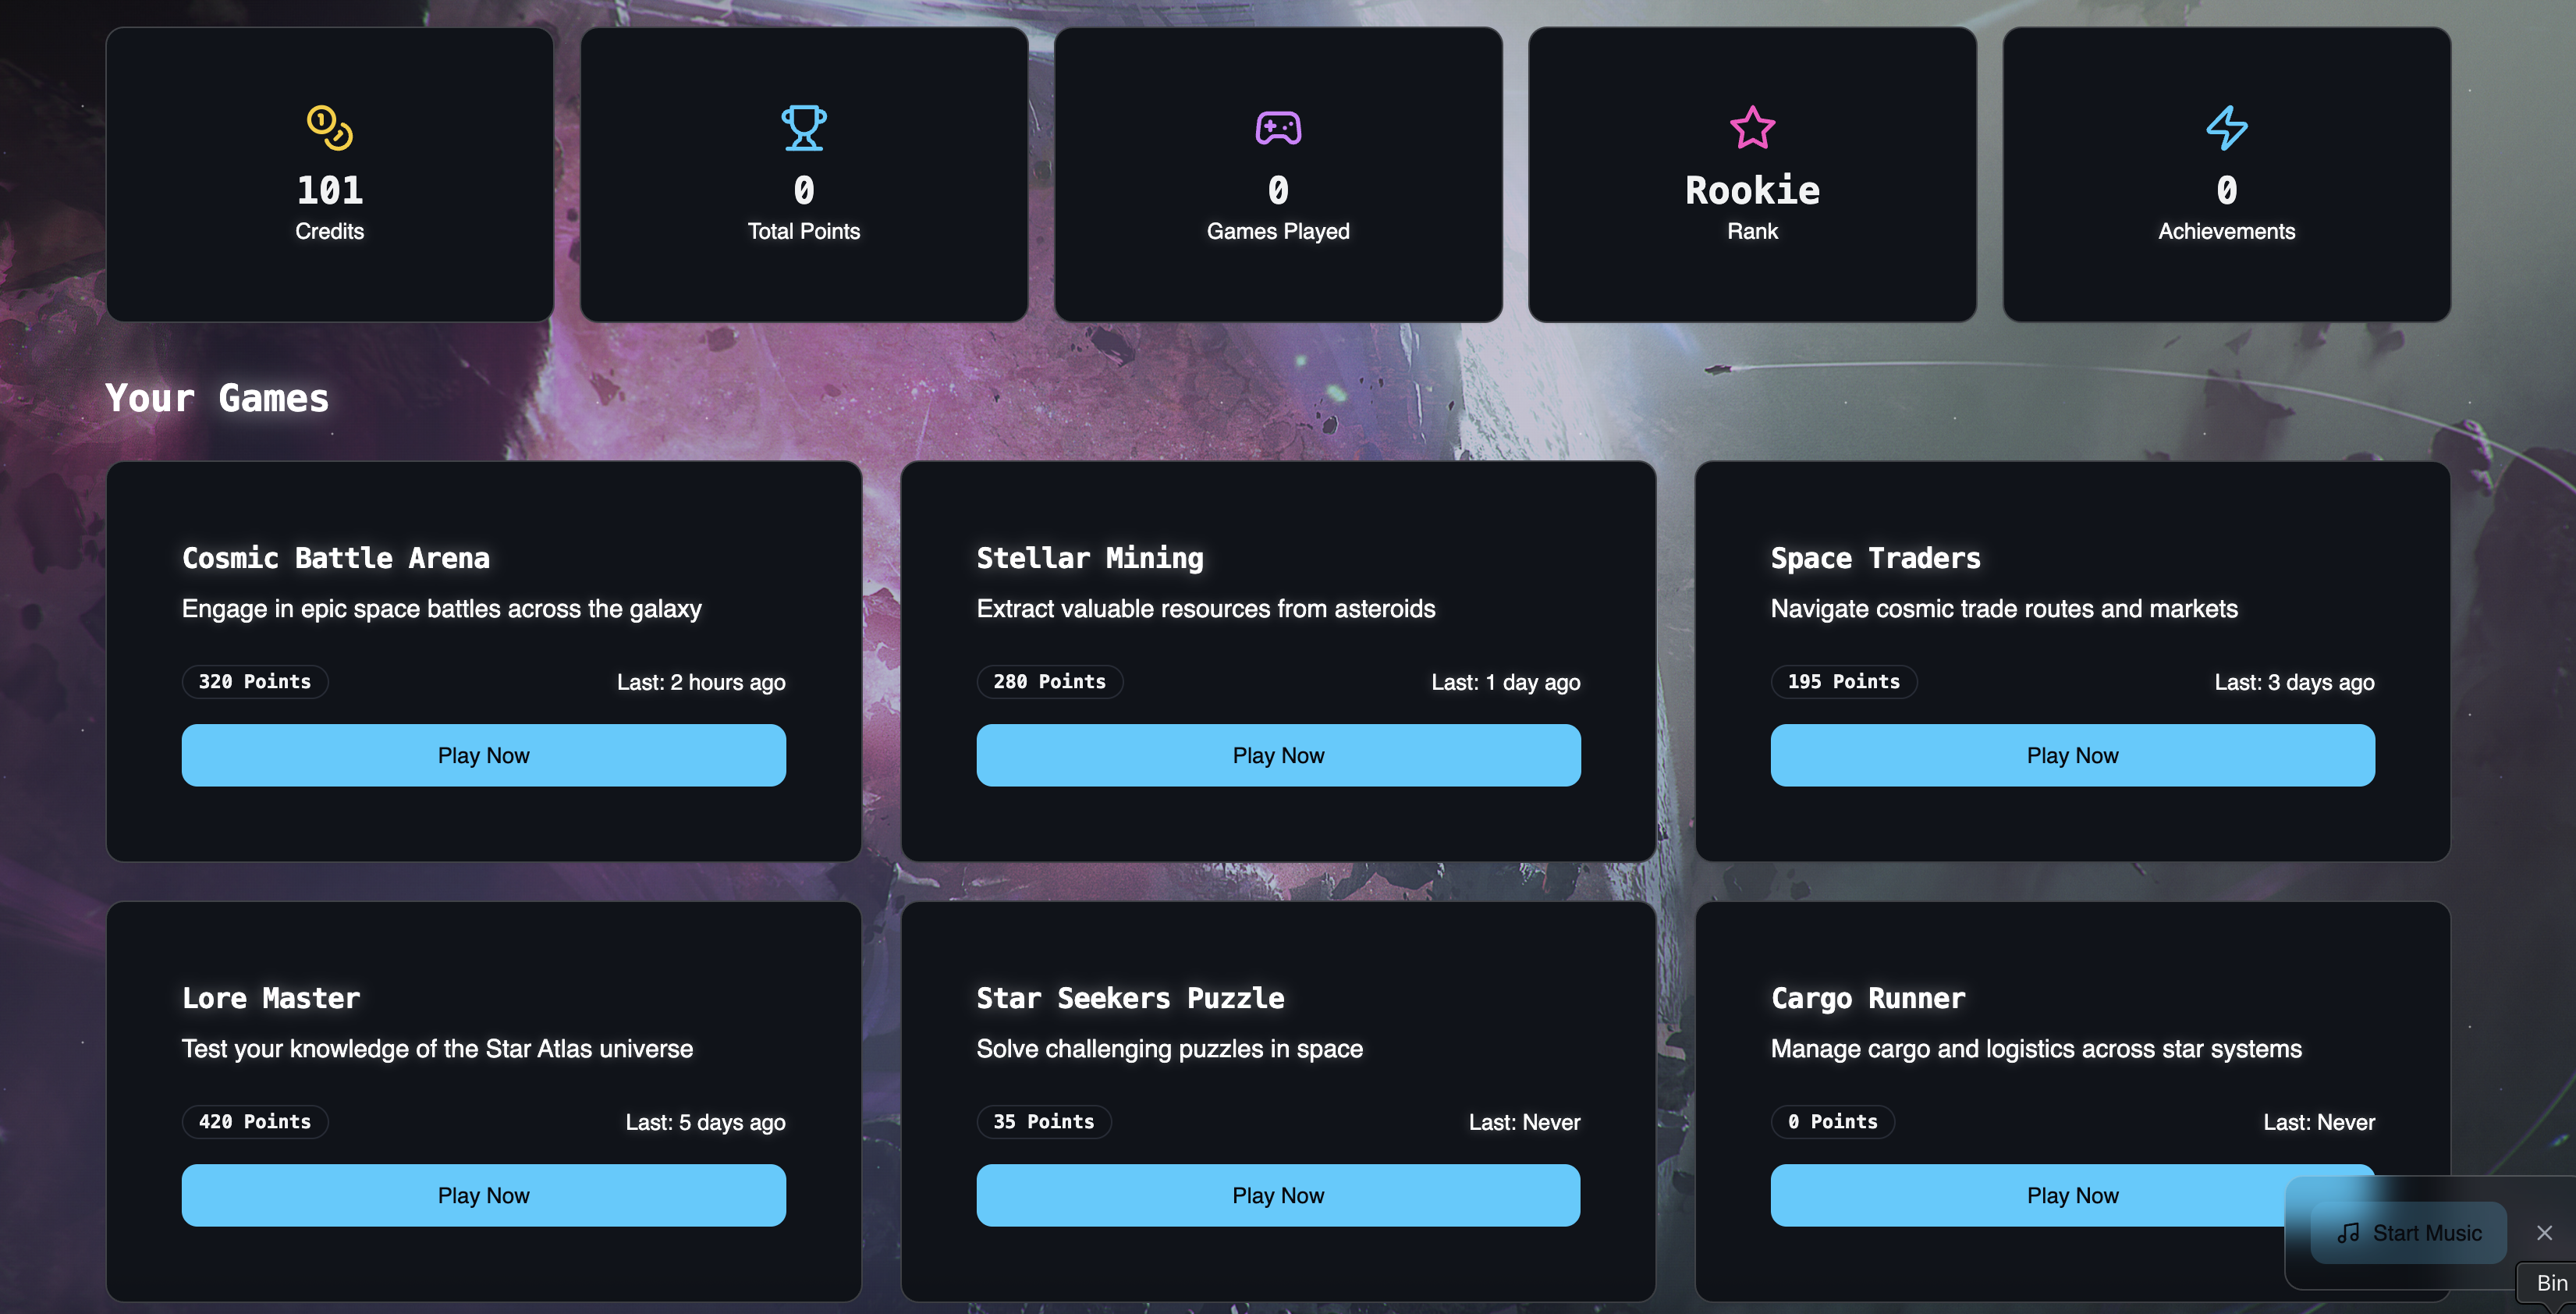 101
Credits
0
Total Points
0
Games Played
Rookie
Rank
0
Achievements
Your Games
Cosmic Battle Arena
Engage in epic space battles across the galaxy
320 Points
Last: 2 hours ago
Play Now
Stellar Mining
Extract valuable resources from asteroids
280 Points
Last: 1 day ago
Play Now
Space Traders
Navigate cosmic trade routes and markets
195 Points
Last: 3 days ago
Play Now
Lore Master
Test your knowledge of the Star Atlas universe
420 Points
Last: 5 days ago
Play Now
Star Seekers Puzzle
Solve challenging puzzles in space
35 Points
Last: Never
Play Now
Cargo Runner
Manage cargo and logistics across star systems
0 Points
Last: Never
Play Now
Start Music
Bin